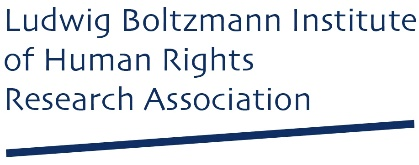 Ludwig Boltzmann Institute
of Human Rights
Research Association